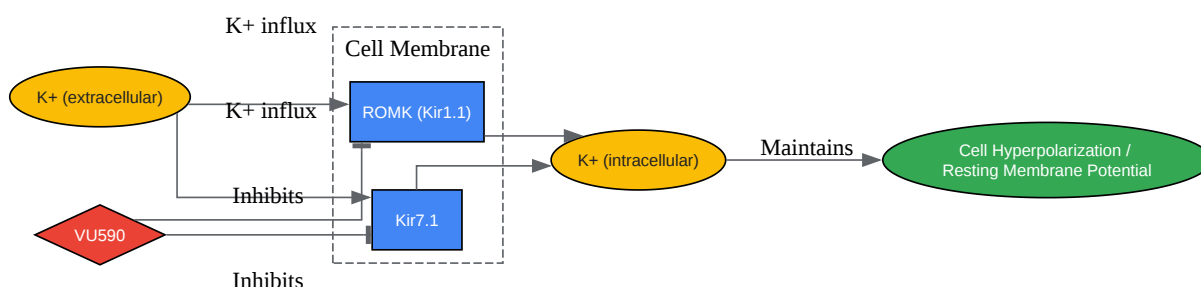 K+ influx
Cell Membrane
K+ (extracellular)
K+ influx
ROMK (Kir1.1)
K+ (intracellular)
Maintains
Cell Hyperpolarization /
Resting Membrane Potential
Inhibits
Kir7.1
VU590
Inhibits